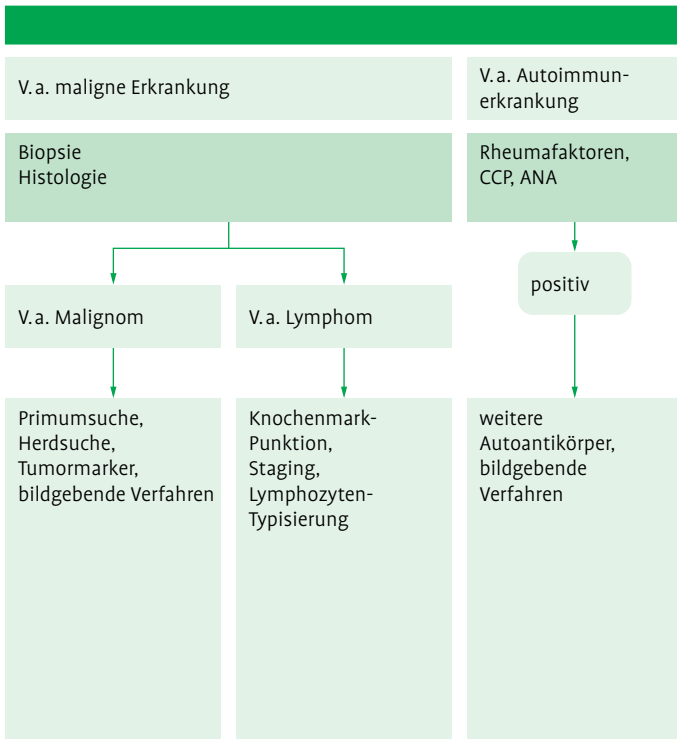 V. a. maligne Erkrankung
V. a. Autoimun-
erkrankung
Biopsie
Histologie
Rheumafaktoren,
CCP, ANA
positiv
V. a. Malignom
V. a. Lymphom
Primumsuche,
Herdsuche,
Tumormarker,
bildgebende Verfahren
Knochenmark-
Punktion,
Staging,
Lymphozyten-
Typisierung
weitere
Autoantikörper,
bildgebende
Verfahren